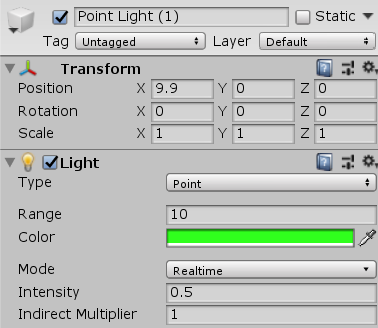 Point Light (1) Static
Tag Untagged Layer Default
Transform
Position X 9.9 Y 0 Z 0
Rotation X 0 Y 0 Z 0
Scale X 1 Y 1 Z 1
Light
Type Point
Range 10
Color
Mode Realtime
Intensity 0.5
Indirect Multiplier 1